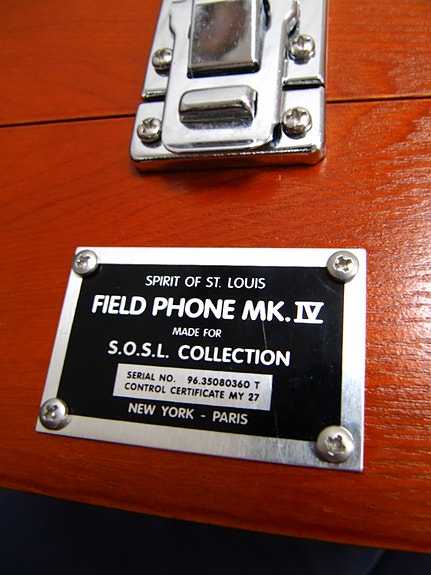 SPIRIT OF ST. LOUIS
FIELD PHONE MK. IV
MADE FOR
S.O.S.L. COLLECTION
SERIAL NO. 96.35080360 T
CONTROL CERTIFICATE MY 27
NEW YORK - PARIS